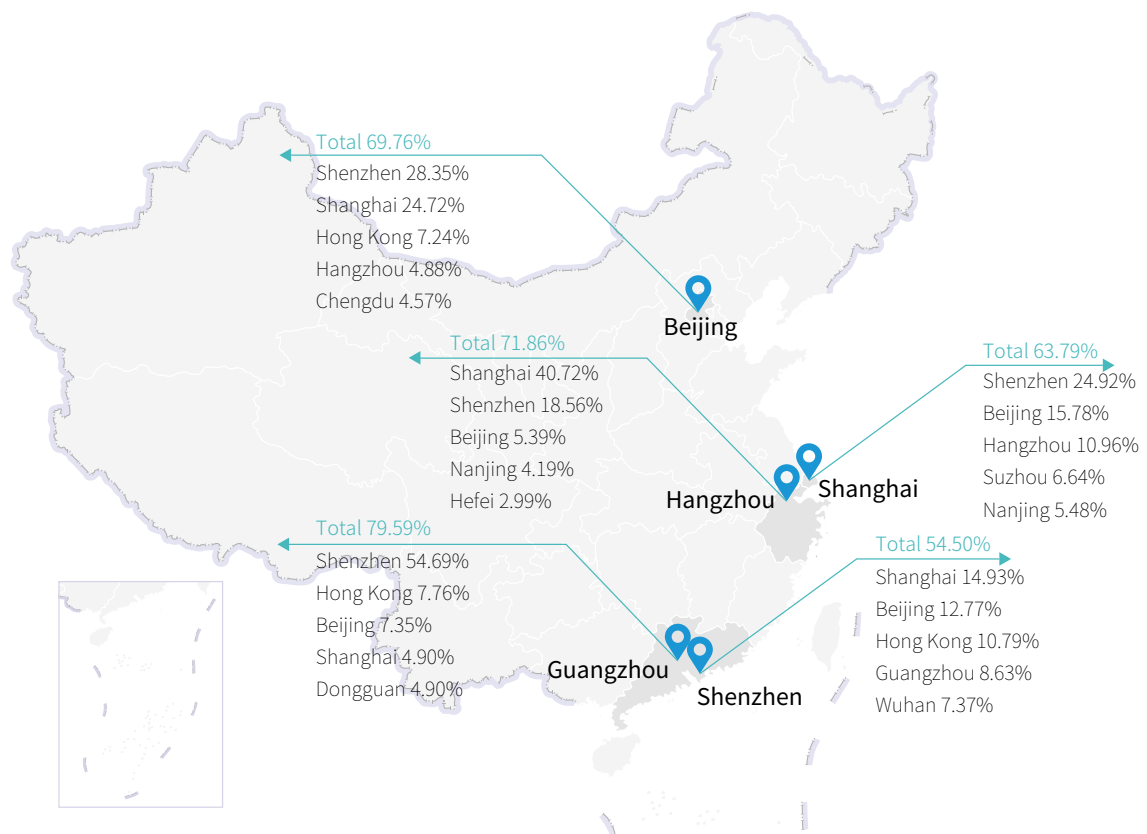 Total 69.76%
Shenzhen 28.35%
Shanghai 24.72%
Hong Kong 7.24%
Hangzhou 4.88%
Chengdu 4.57%
Beijing
Total 71.86%
Shanghai 40.72%
Shenzhen 18.56%
Beijing 5.39%
Nanjing 4.19%
Hefei 2.99%
Hangzhou
Total 63.79%
Shenzhen 24.92%
Beijing 15.78%
Hangzhou 10.96%
Suzhou 6.64%
Nanjing 5.48%
Shanghai
Total 79.59%
Shenzhen 54.69%
Hong Kong 7.76%
Beijing 7.35%
Shanghai 4.90%
Dongguan 4.90%
Guangzhou
Total 54.50%
Shanghai 14.93%
Beijing 12.77%
Hong Kong 10.79%
Guangzhou 8.63%
Wuhan 7.37%
Shenzhen